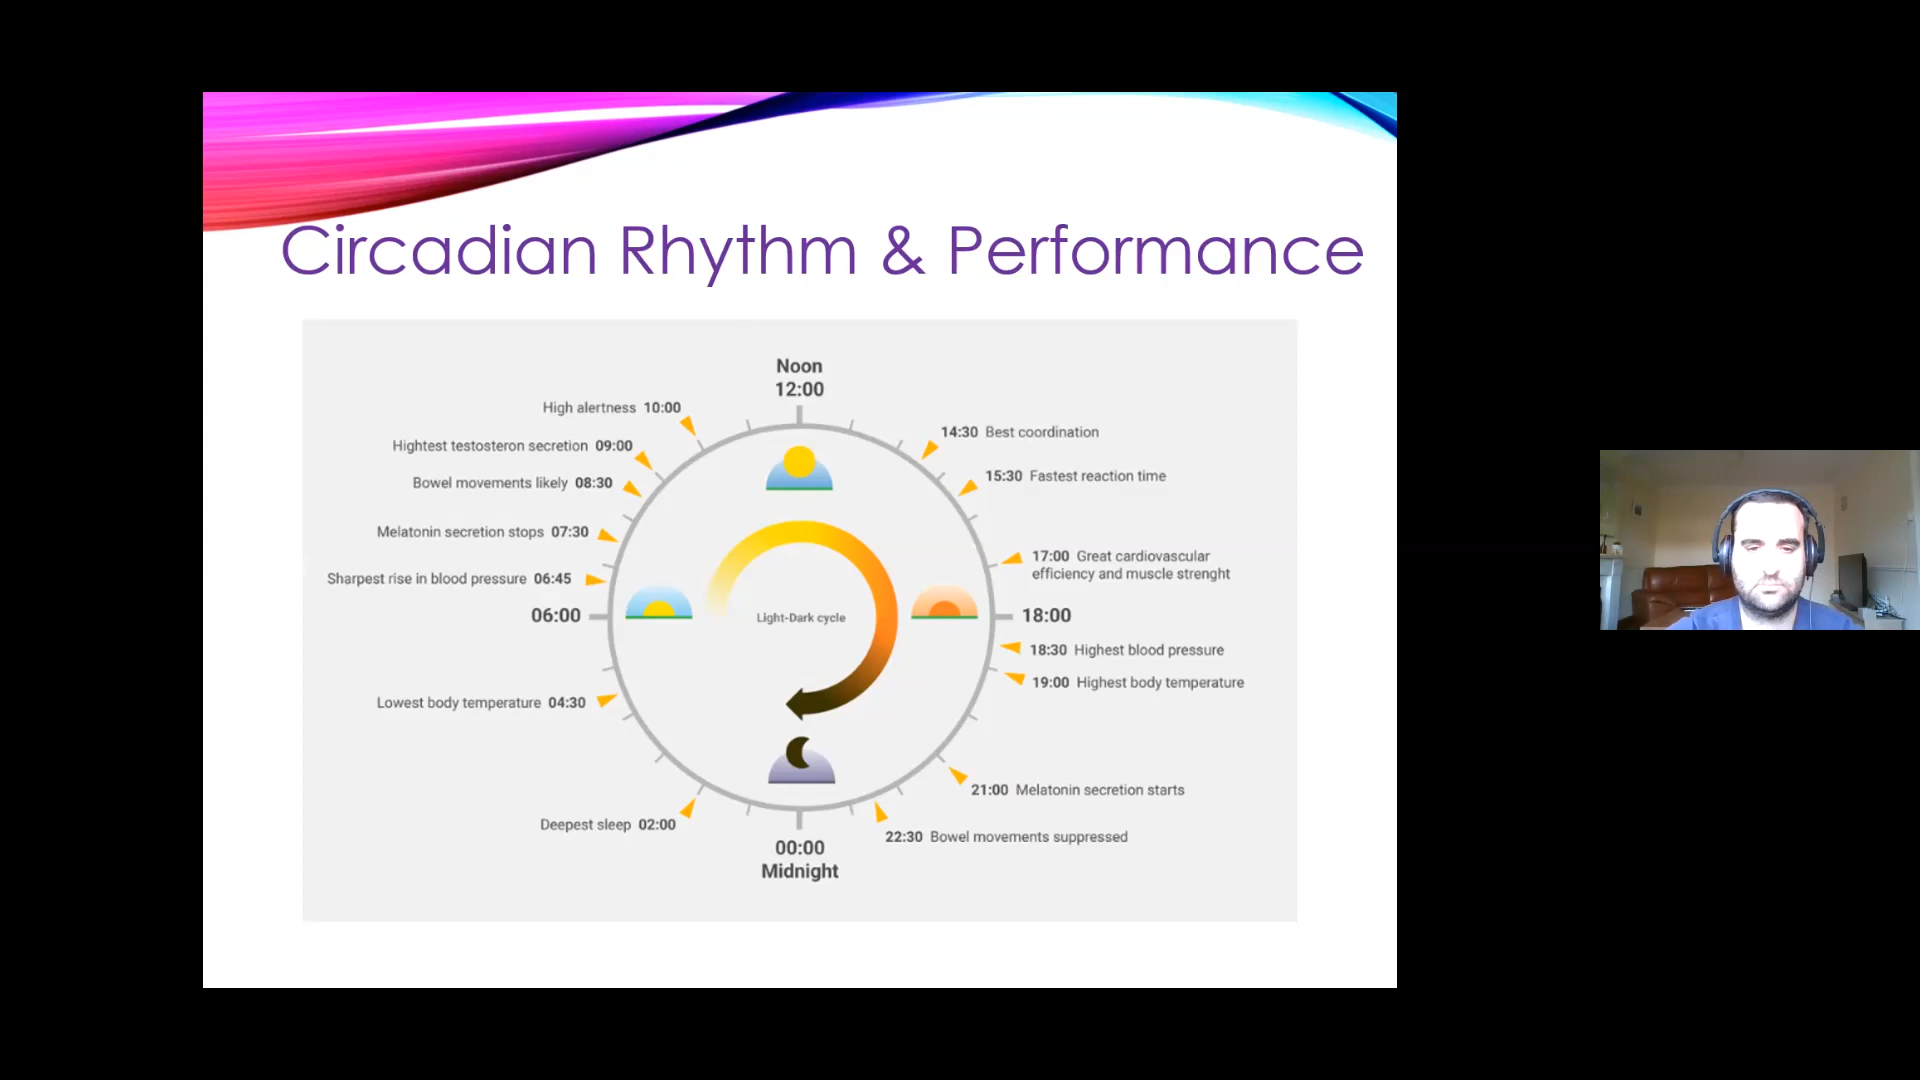 Circadian Rhythm & Performance
Noon
12:00
High alertness 10:00
Hightest testosteron secretion 09:00
Bowel movements likely 08:30
Melatonin secretion stops 07:30
Sharpest rise in blood pressure 06:45
06:00
Lowest body temperature 04:30
Deepest sleep 02:00
14:30 Best coordination
15:30 Fastest reaction time
17:00 Great cardiovascular
efficiency and muscle strenght
18:00
18:30 Highest blood pressure
19:00 Highest body temperature
21:00 Melatonin secretion starts
22:30 Bowel movements suppressed
Light-Dark cycle
00:00
Midnight